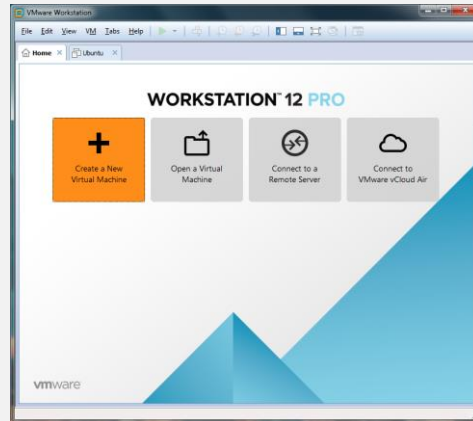 VMware Workstation
File Edit View VM Tabs Help
Home Ubuntu
WORKSTATION™ 12 PRO
Create a New
Virtual Machine
Open a Virtual
Machine
Connect to a
Remote Server
Connect to
VMware vCloud Air
vmware